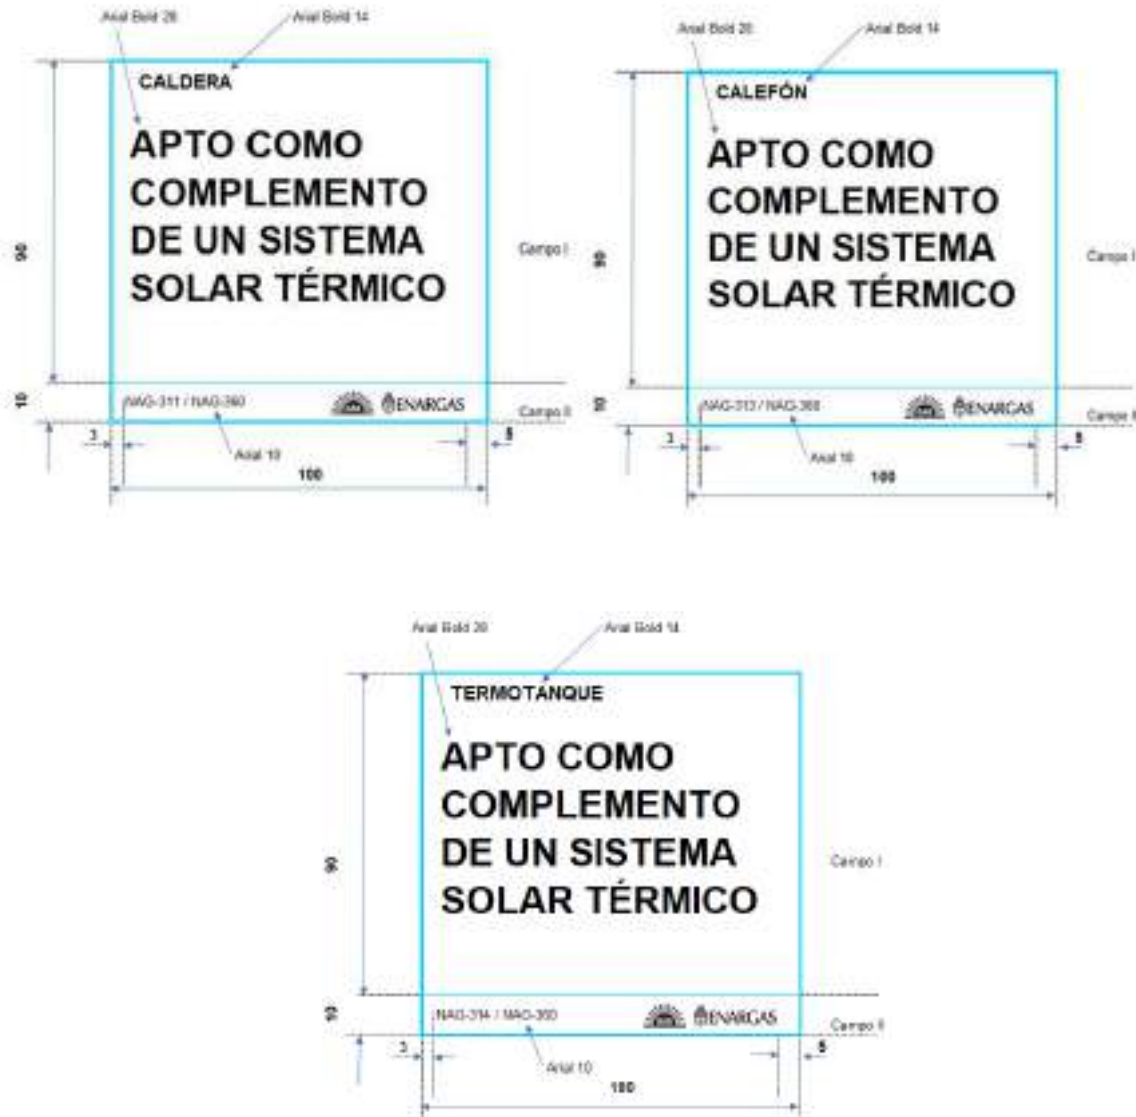 Arial Bold 28
Arial Bold 14
CALDERA
APTO COMO
COMPLEMENTO
DE UN SISTEMA
SOLAR TÉRMICO
90
Campo I
10
NAG-311 / NAG-360
ENARGAS
Campo II
3
5
Arial 10
100
Arial Bold 28
Arial Bold 14
CALEFÓN
APTO COMO
COMPLEMENTO
DE UN SISTEMA
SOLAR TÉRMICO
90
Campo I
10
NAG-313 / NAG-360
ENARGAS
Campo II
3
5
Arial 10
100
Arial Bold 28
Arial Bold 14
TERMOTANQUE
APTO COMO
COMPLEMENTO
DE UN SISTEMA
SOLAR TÉRMICO
90
Campo I
10
NAG-314 / NAG-360
ENARGAS
Campo II
3
5
Arial 10
100